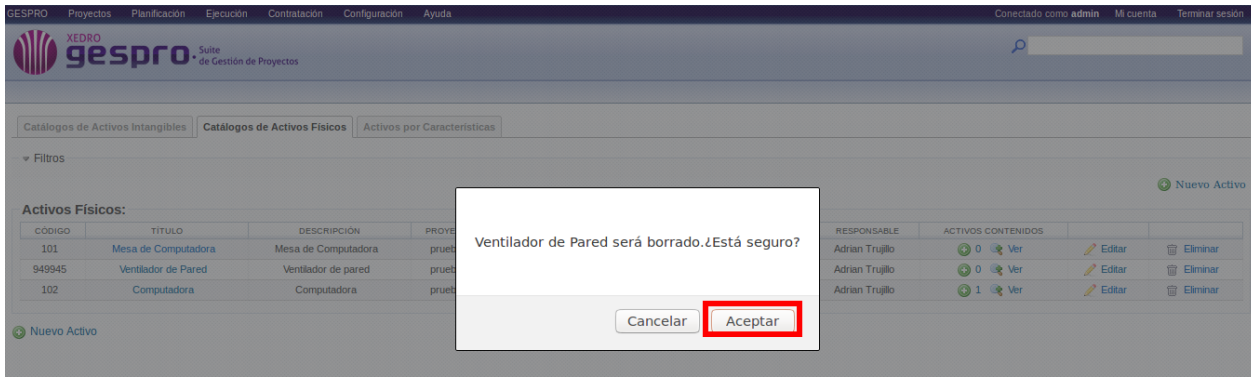 GESPRO Proyectos Planificación Ejecución Contratación Configuración Ayuda Conectado como admin Mi cuenta Terminar sesión
XEDRO
gespro. Suite
de Gestión de Proyectos
Catálogos de Activos Intangibles Catálogos de Activos Físicos Activos por Características
Filtros
Nuevo Activo
Activos Físicos:
CÓDIGO TÍTULO DESCRIPCIÓN PROYE RESPONSABLE ACTIVOS CONTENIDOS
101 Mesa de Computadora Mesa de Computadora prueb Adrian Trujillo 0 Ver Editar Eliminar
949945 Ventilador de Pared Ventilador de pared prueb Adrian Trujillo 0 Ver Editar Eliminar
102 Computadora Computadora prueb Adrian Trujillo 1 Ver Editar Eliminar
Ventilador de Pared será borrado.¿Está seguro?
Cancelar Aceptar
Nuevo Activo